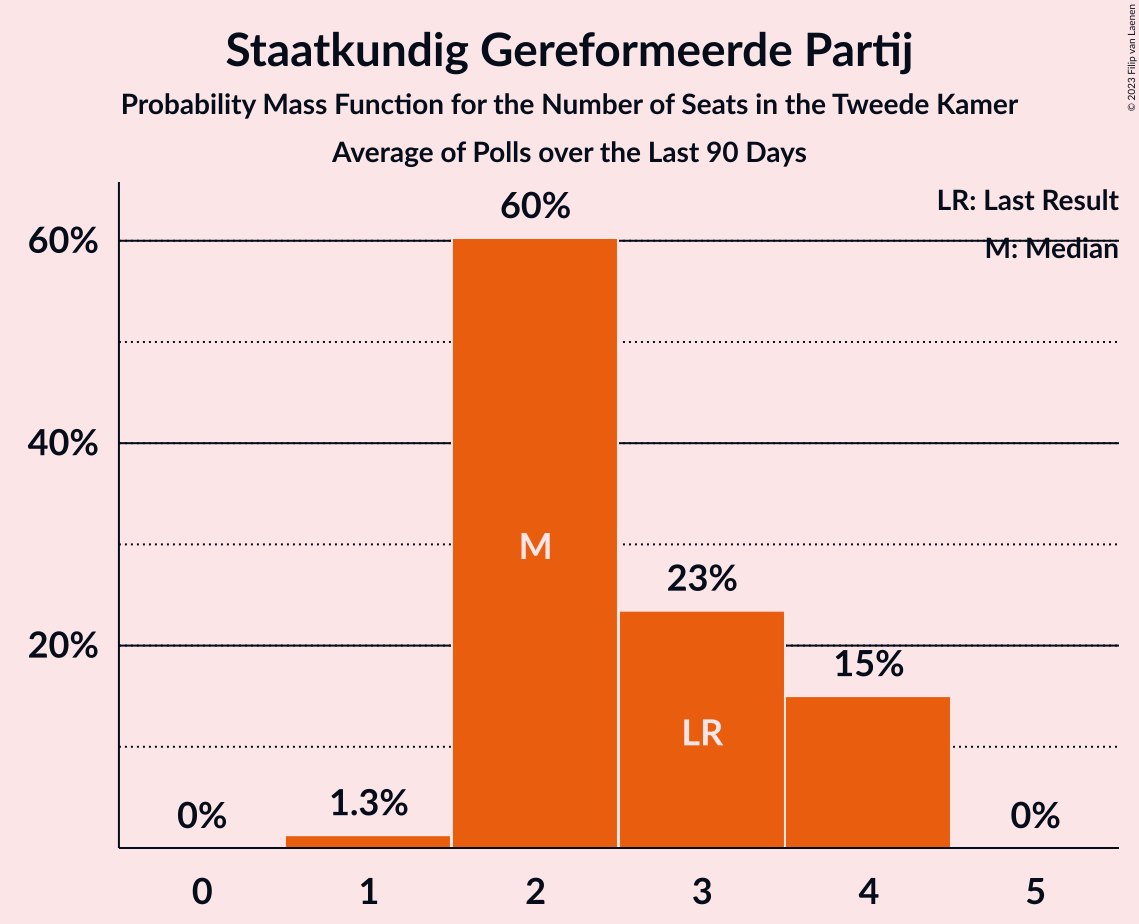 Staatkundig Gereformeerde Partij
Probability Mass Function for the Number of Seats in the Tweede Kamer
Average of Polls over the Last 90 Days
© 2023 Filip van Laenen
LR: Last Result
M: Median
60%
40%
20%
0%
1.3%
60%
M
23%
LR
15%
0%
0 1 2 3 4 5